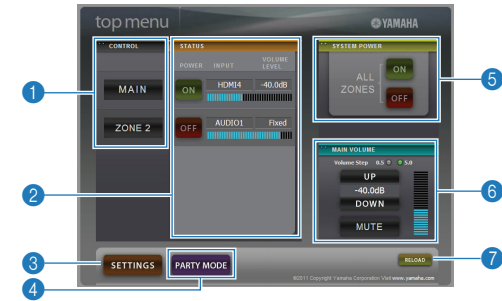 top menu
YAMAHA
CONTROL
MAIN
ZONE 2
STATUS
POWER INPUT VOLUME LEVEL
ON HDMI4 -40.0dB
OFF AUDIO1 Fixed
SYSTEM POWER
ALL ZONES
ON
OFF
MAIN VOLUME
Volume Step 0.5 5.0
UP
-40.0dB
DOWN
MUTE
SETTINGS
PARTY MODE
RELOAD
©2011 Copyright Yamaha Corporation Visit www.yamaha.com
1
2
3
4
5
6
7